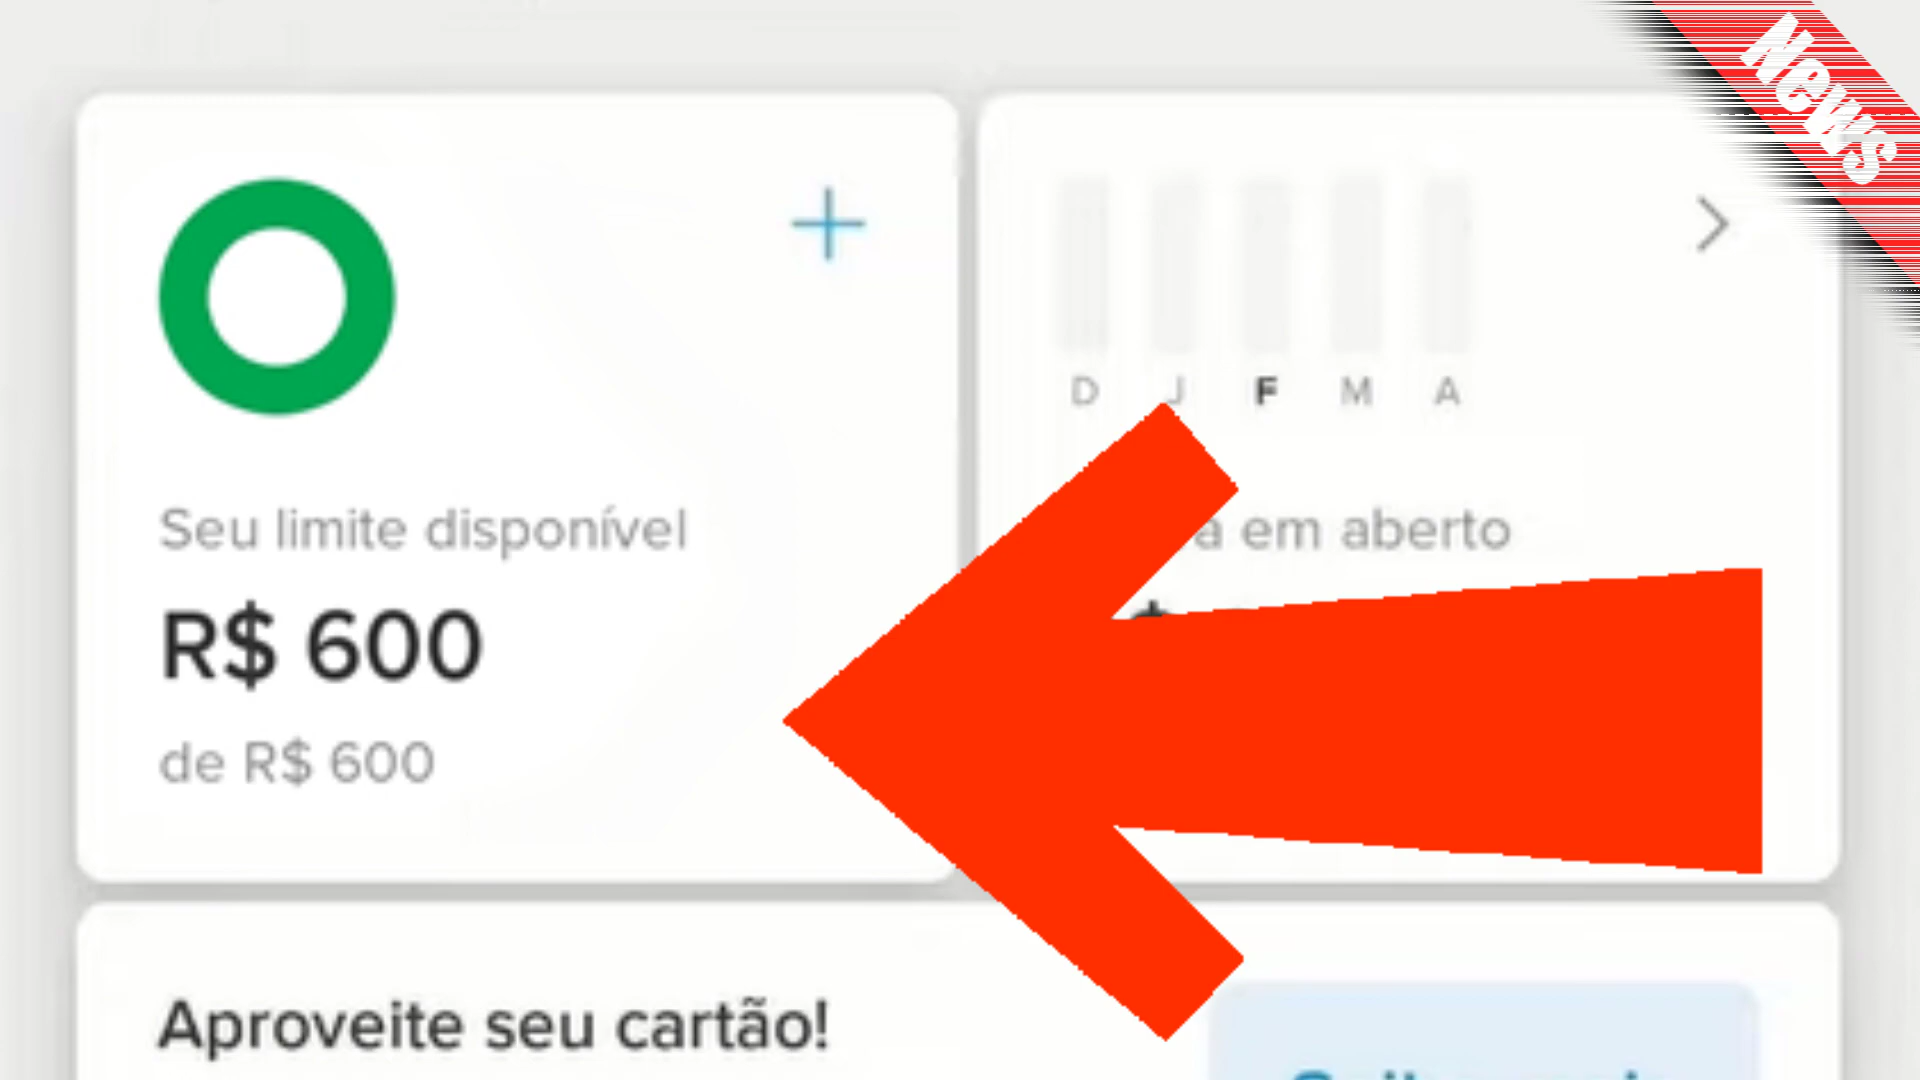 News
D J F M A
Seu limite disponível
R$ 600
de R$ 600
em aberto
Aproveite seu cartão!